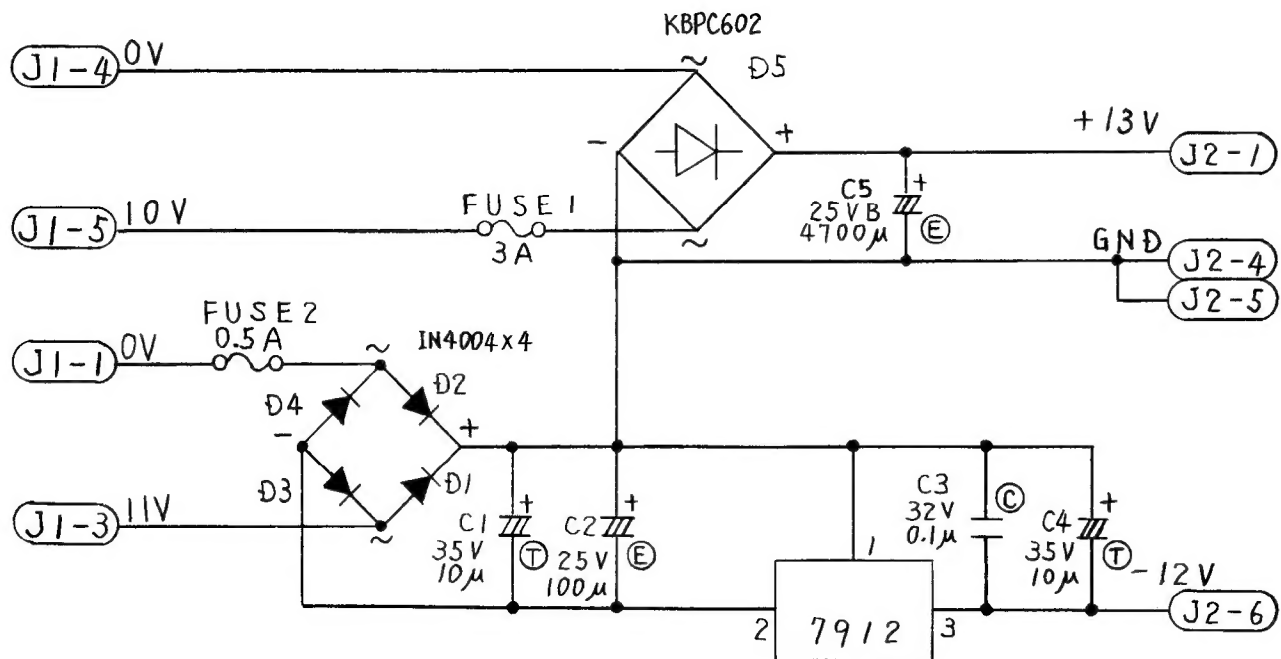 KBPC602
D5
J1-4
0V
~
-
+
+13V
J2-1
C5
25VB
4700μ
+
E
J1-5
10V
FUSE1
3A
~
GND
J2-4
J2-5
FUSE2
0.5A
J1-1
0V
~
IN4004×4
D4
D2
-
+
D3
D1
J1-3
11V
~
C1
35V
10μ
+
T
C2
25V
100μ
+
E
1
C3
32V
0.1μ
C
C4
35V
10μ
+
T
-12V
J2-6
2
7912
3